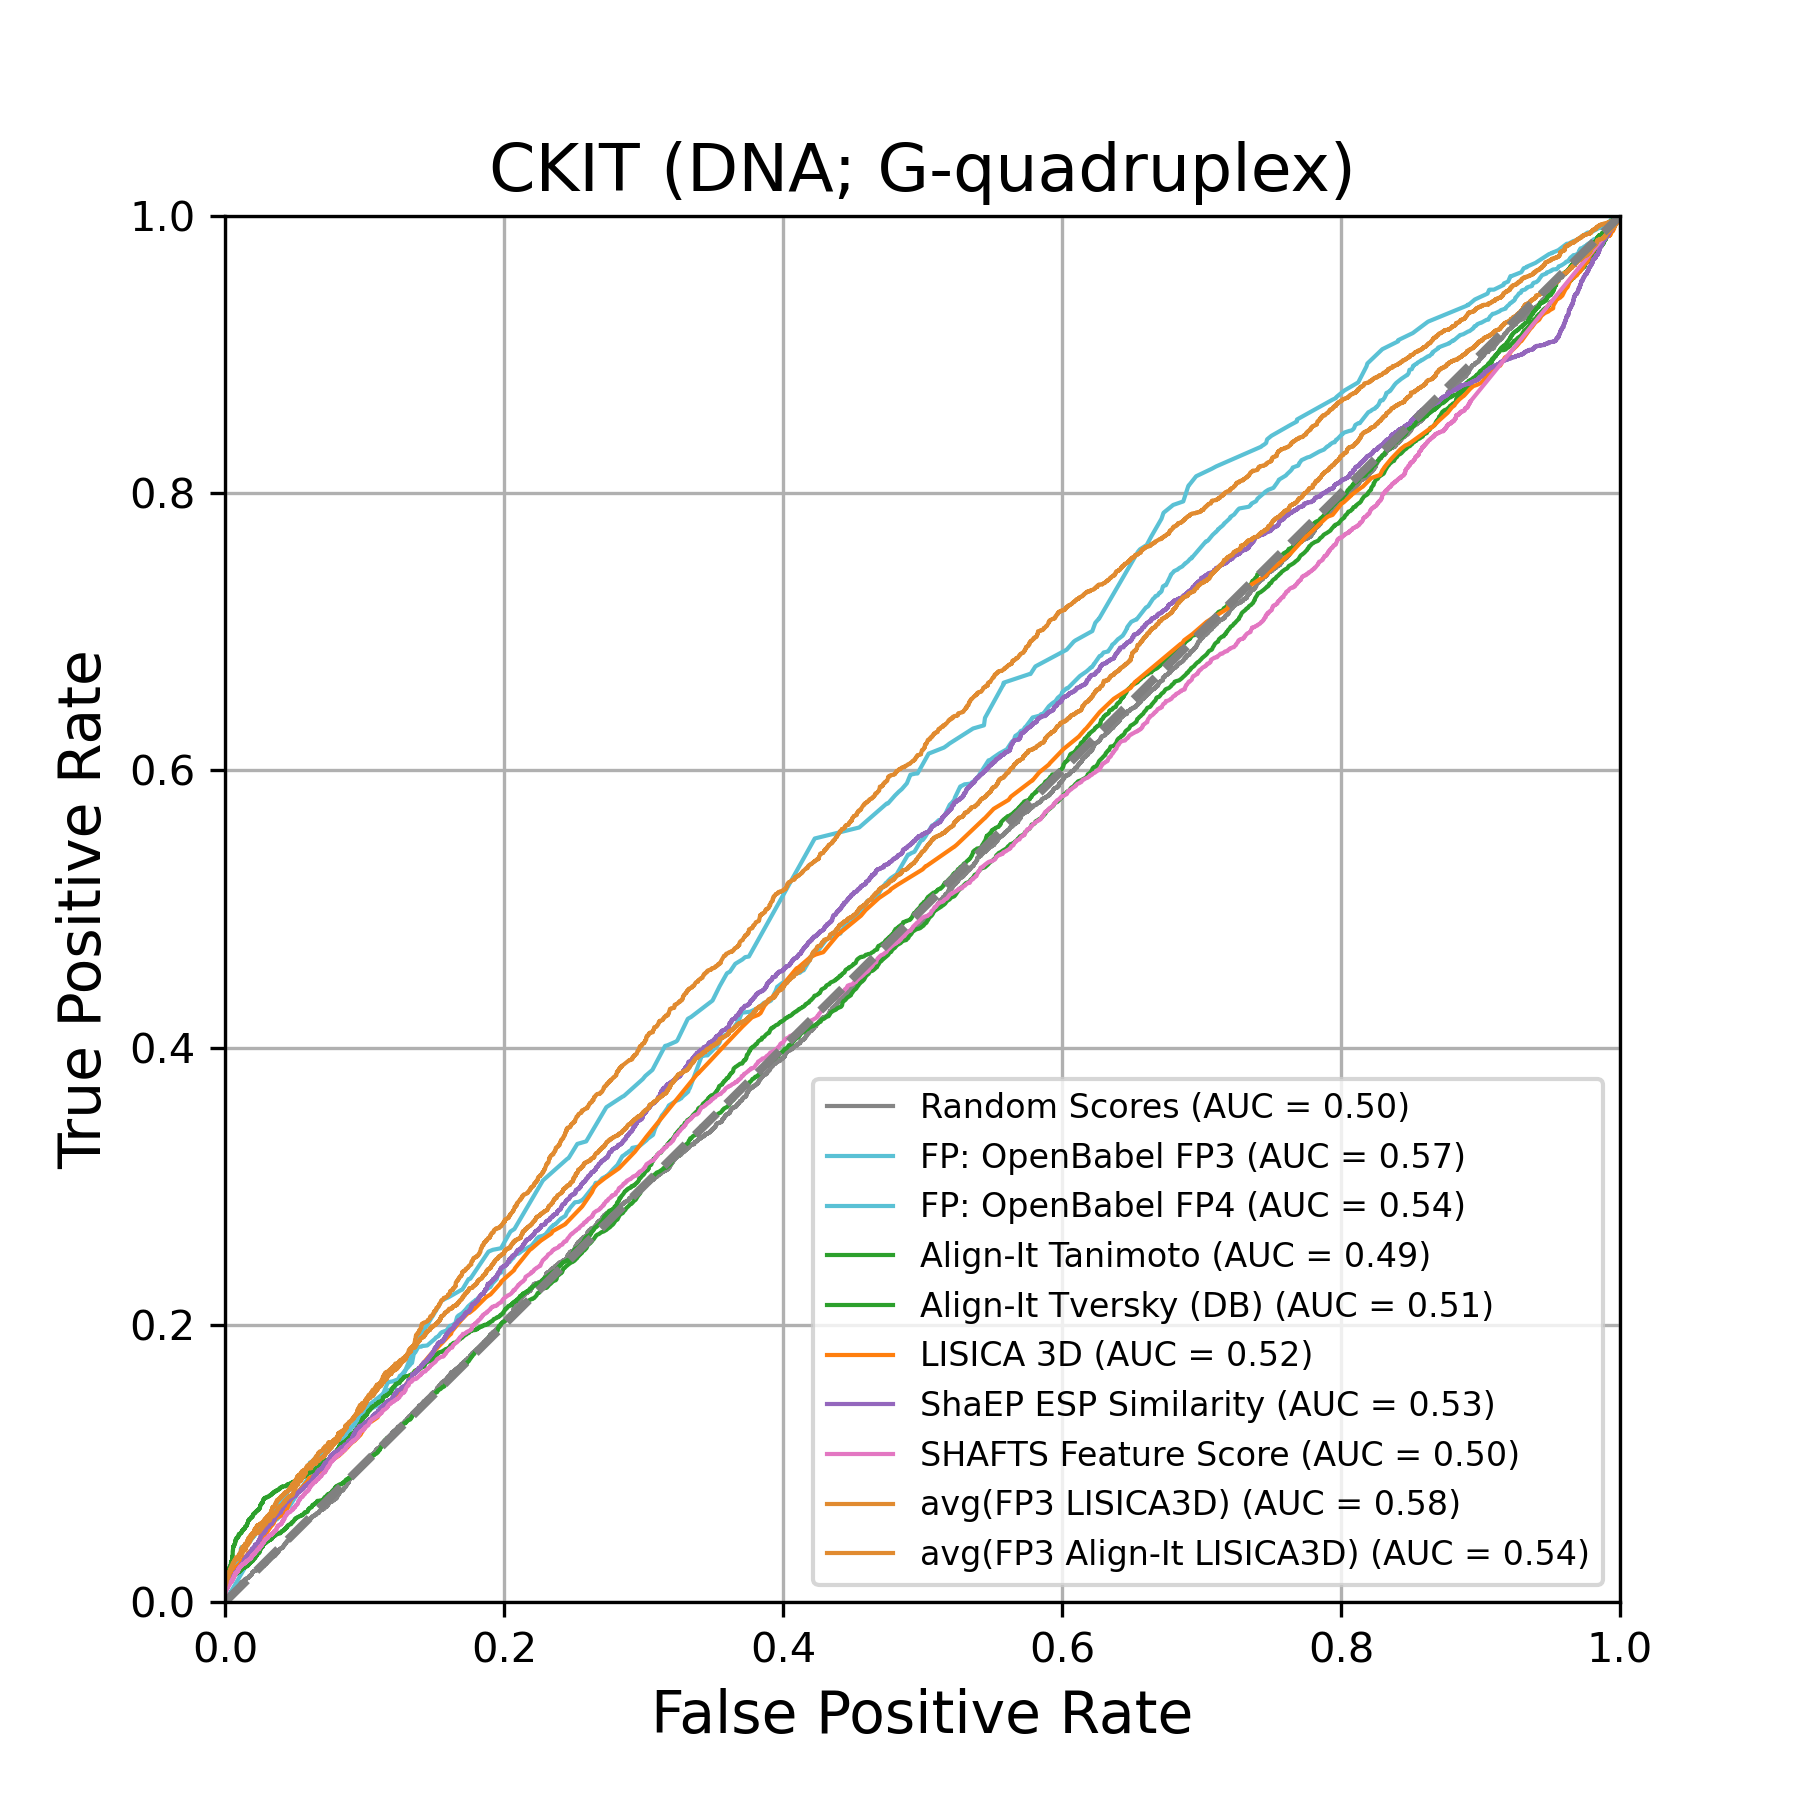 CKIT (DNA; G-quadruplex)
1.0
0.8
0.6
0.4
0.2
0.0
True Positive Rate
Random Scores (AUC = 0.50)
FP: OpenBabel FP3 (AUC = 0.57)
FP: OpenBabel FP4 (AUC = 0.54)
Align-It Tanimoto (AUC = 0.49)
Align-It Tversky (DB) (AUC = 0.51)
LISICA 3D (AUC = 0.52)
ShaEP ESP Similarity (AUC = 0.53)
SHAFTS Feature Score (AUC = 0.50)
avg(FP3 LISICA3D) (AUC = 0.58)
avg(FP3 Align-It LISICA3D) (AUC = 0.54)
0.0 0.2 0.4 0.6 0.8 1.0
False Positive Rate